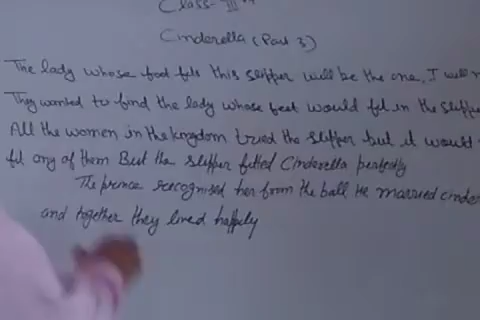 Class - III
Cinderella (Part 3)
The lady whose foot fits this slipper will be the one, I will
They wanted to find the lady whose feet would fit in the slipper
All the women in the kingdom tried the slipper but it would
fit any of them But the slipper fitted Cinderella perfectly
The prince recognised her from the ball He married cinder
and together they lived happily